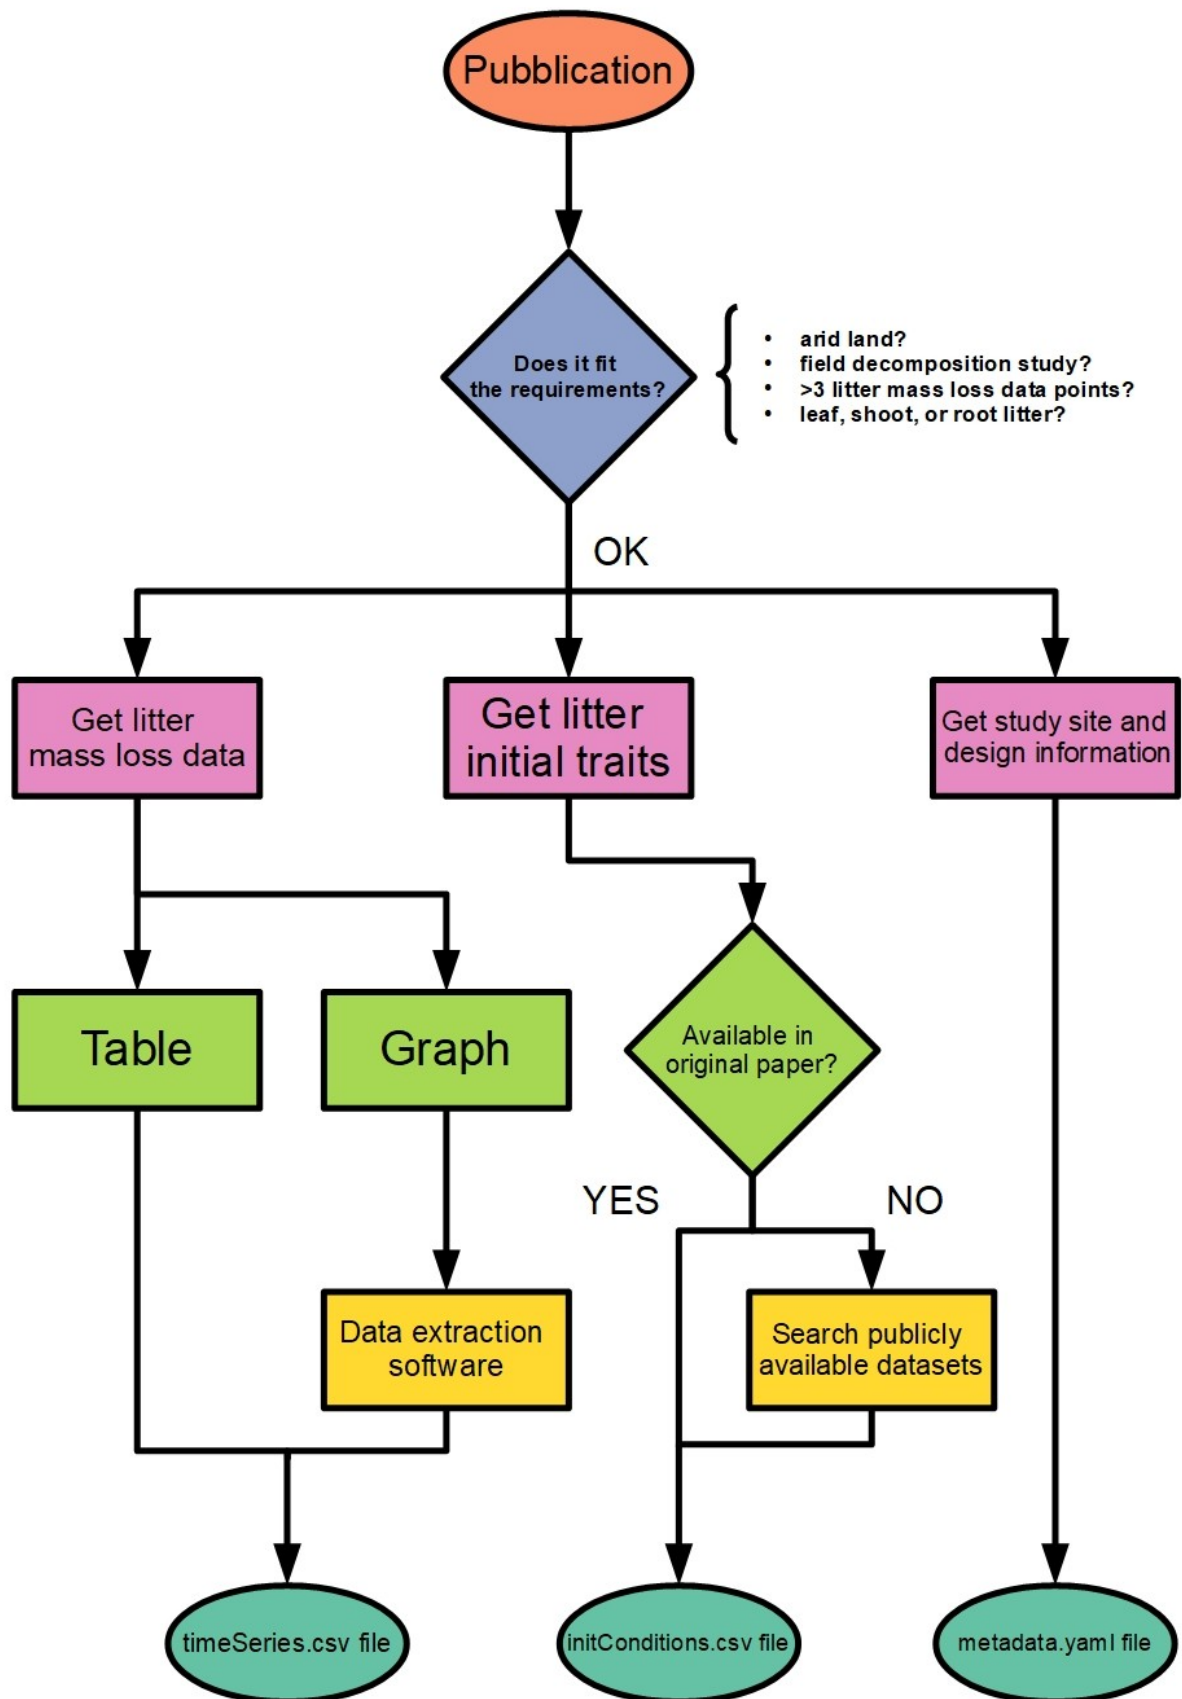 Pubblication
Does it fit
the requirements?
• arid land?
• field decomposition study?
• >3 litter mass loss data points?
• leaf, shoot, or root litter?
OK
Get litter
mass loss data
Get litter
initial traits
Get study site and
design information
Table
Graph
Available in
original paper?
YES
NO
Data extraction
software
Search publicly
available datasets
timeSeries.csv file
initConditions.csv file
metadata.yaml file